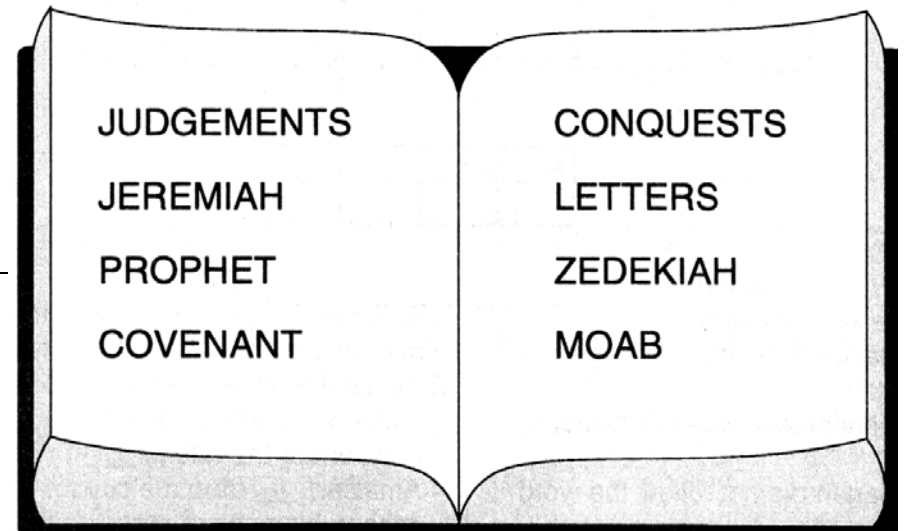 JUDGEMENTS
JEREMIAH
PROPHET
COVENANT
CONQUESTS
LETTERS
ZEDEKIAH
MOAB